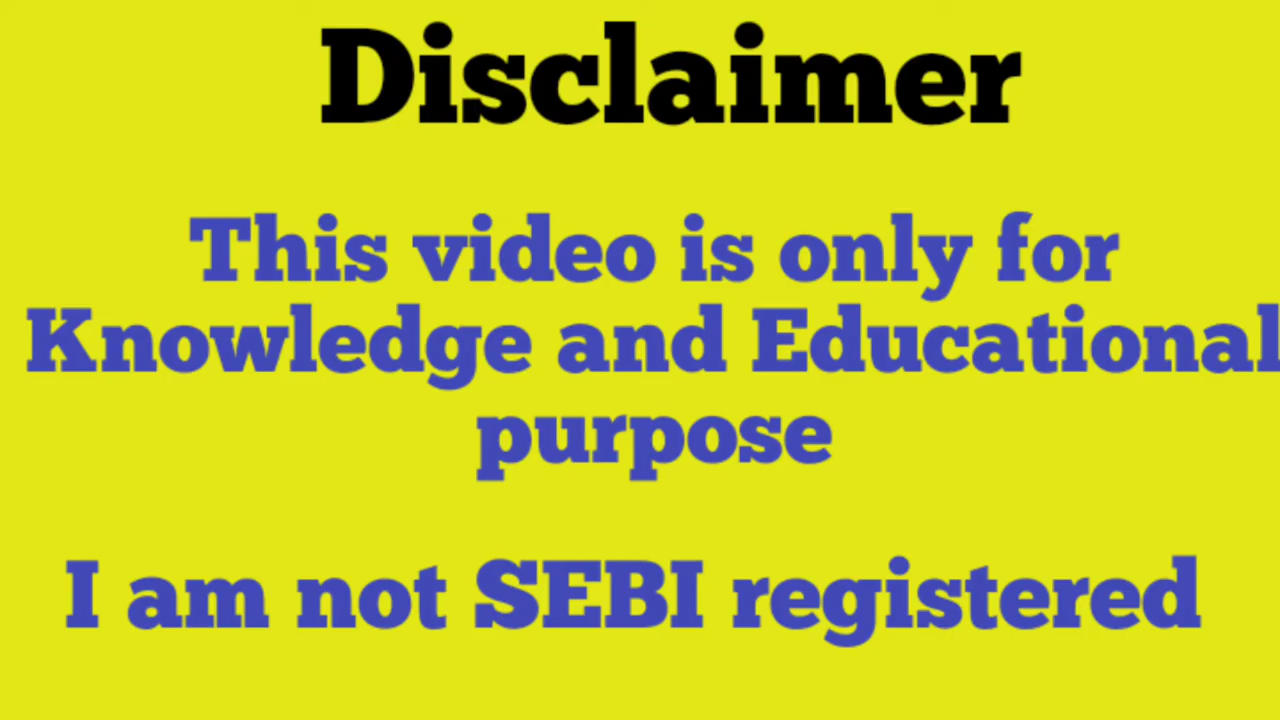 Disclaimer
This video is only for
Knowledge and Educational
purpose
I am not SEBI registered